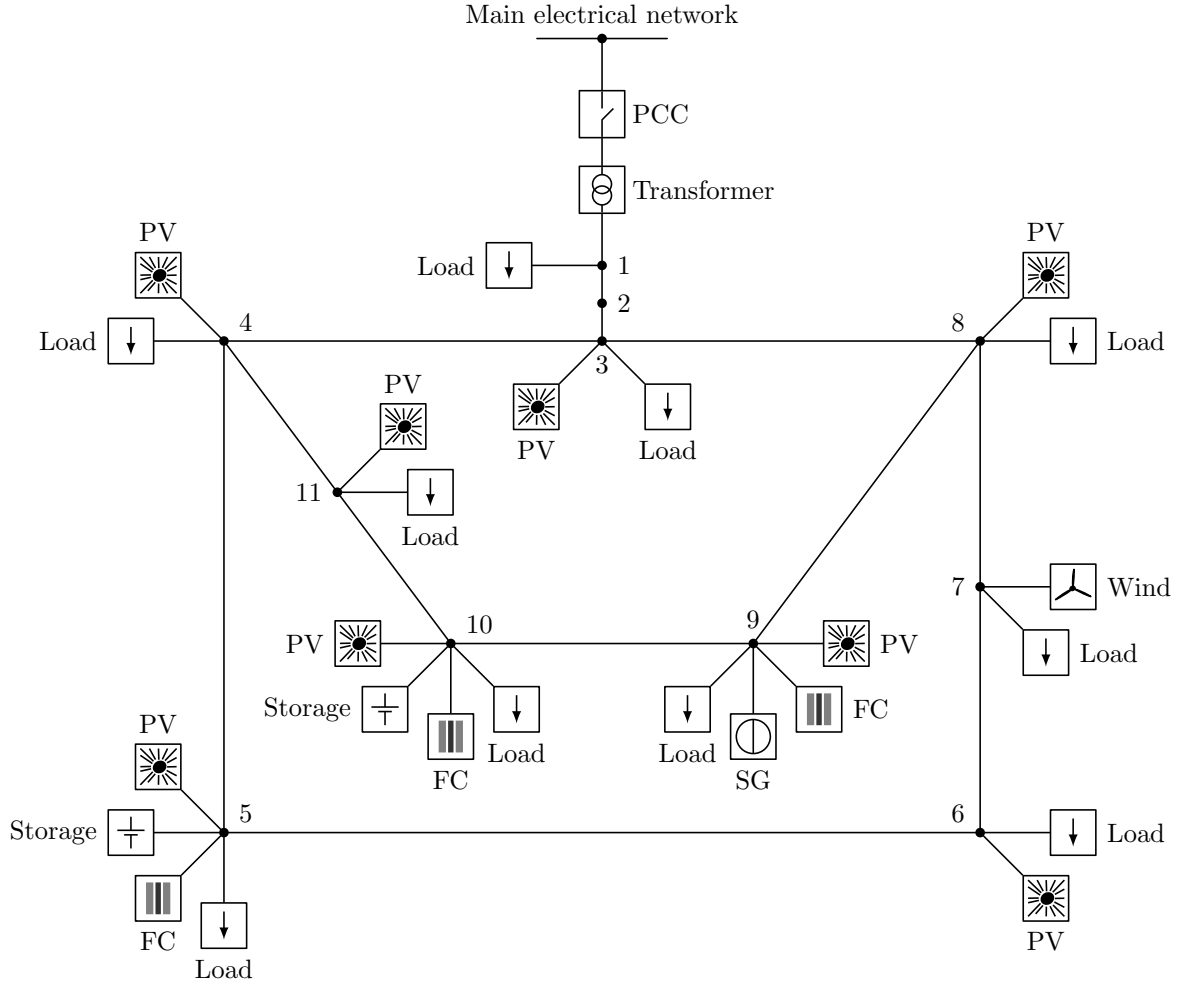 Main electrical network
PCC
Transformer
PV
PV
Load
1
2
4
8
Load
Load
3
PV
PV
Load
11
Load
7
Wind
9
10
PV
PV
Load
Storage
FC
PV
Load
Load
FC
SG
5
6
Storage
Load
FC
PV
Load